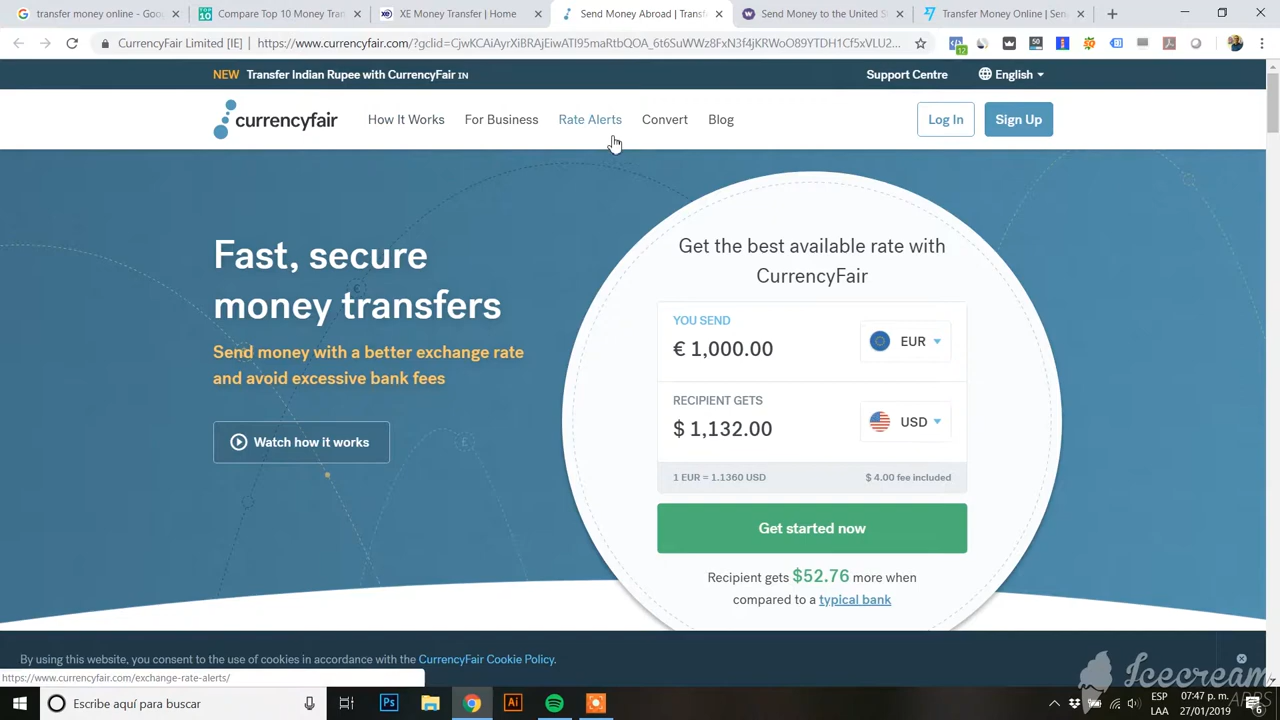 transfer money online - Goo
Compare Top 10 Money Tran
XE Money Transfer | Home
Send Money Abroad | Transf
Send Money to the United S
Transfer Money Online | Sen
CurrencyFair Limited [IE] | https://www.currencyfair.com/?gclid=CjwKCAiAyrXiBRAjEiwATI95maRtbQOA_6t6SuWWz8FxN3f4jKRWoO89YTDH1Cf5xVLU2...
NEW Transfer Indian Rupee with CurrencyFair IN
Support Centre
English
currencyfair
How It Works
For Business
Rate Alerts
Convert
Blog
Log In
Sign Up
Fast, secure
money transfers
Send money with a better exchange rate
and avoid excessive bank fees
Watch how it works
Get the best available rate with
CurrencyFair
YOU SEND
€ 1,000.00
EUR
RECIPIENT GETS
$ 1,132.00
USD
1 EUR = 1.1360 USD
$ 4.00 fee included
Get started now
Recipient gets $52.76 more when
compared to a typical bank
By using this website, you consent to the use of cookies in accordance with the CurrencyFair Cookie Policy.
https://www.currencyfair.com/exchange-rate-alerts/
Icecream
APPS
Escribe aquí para buscar
Ps
Ai
ESP
LAA
07:47 p. m.
27/01/2019